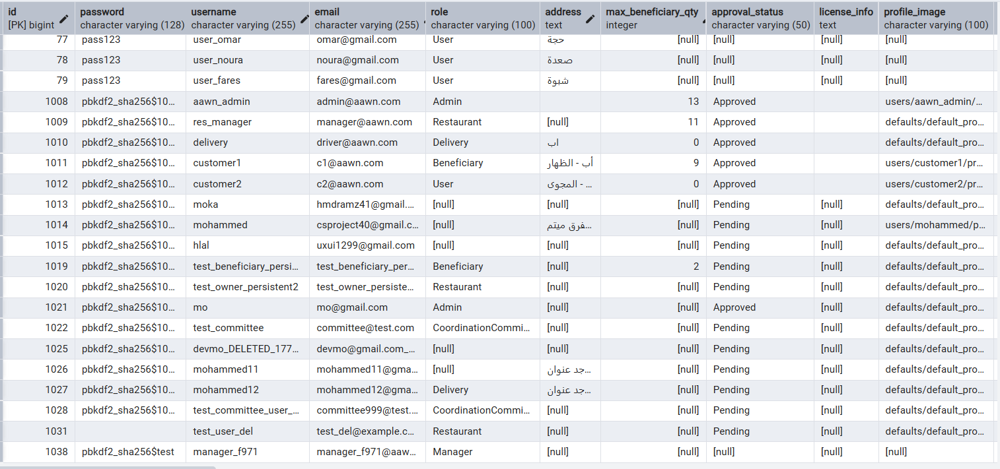 id password username email role address max_beneficiary_qty approval_status license_info profile_image
[PK] bigint character varying (128) character varying (255) character varying (255) character varying (100) text integer character varying (50) text character varying (100)
77 pass123 user_omar omar@gmail.com User حجة [null] [null] [null] [null]
78 pass123 user_noura noura@gmail.com User صعدة [null] [null] [null] [null]
79 pass123 user_fares fares@gmail.com User شبوة [null] [null] [null] [null]
1008 pbkdf2_sha256$10… aawn_admin admin@aawn.com Admin 13 Approved users/aawn_admin/…
1009 pbkdf2_sha256$10… res_manager manager@aawn.com Restaurant [null] 11 Approved defaults/default_pro…
1010 pbkdf2_sha256$10… delivery driver@aawn.com Delivery اب 0 Approved defaults/default_pro…
1011 pbkdf2_sha256$10… customer1 c1@aawn.com Beneficiary أب - الظهار 9 Approved users/customer1/pr…
1012 pbkdf2_sha256$10… customer2 c2@aawn.com User … - المجوى 0 Approved users/customer2/pr…
1013 pbkdf2_sha256$10… moka hmdramz41@gmail.… [null] [null] [null] Pending [null] defaults/default_pro…
1014 pbkdf2_sha256$10… mohammed csproject40@gmail.c… [null] …فرق ميتم [null] Pending [null] users/mohammed/p…
1015 pbkdf2_sha256$10… hlal uxui1299@gmail.com [null] [null] [null] Pending [null] defaults/default_pro…
1019 pbkdf2_sha256$10… test_beneficiary_persi… test_beneficiary_per… Beneficiary [null] 2 Pending [null] defaults/default_pro…
1020 pbkdf2_sha256$10… test_owner_persistent2 test_owner_persiste… Restaurant [null] [null] Pending [null] defaults/default_pro…
1021 pbkdf2_sha256$10… mo mo@gmail.com Admin [null] [null] Approved [null] defaults/default_pro…
1022 pbkdf2_sha256$10… test_committee committee@test.com CoordinationCommi… [null] [null] Pending [null] defaults/default_pro…
1025 pbkdf2_sha256$10… devmo_DELETED_177… devmo@gmail.com_… [null] [null] [null] Pending [null] defaults/default_pro…
1026 pbkdf2_sha256$10… mohammed11 mohammed11@gma… [null] …جد عنوان [null] Pending [null] defaults/default_pro…
1027 pbkdf2_sha256$10… mohammed12 mohammed12@gma… Delivery …جد عنوان [null] Pending [null] defaults/default_pro…
1028 pbkdf2_sha256$10… test_committee_user_… committee999@test.… CoordinationCommi… [null] [null] Pending [null] defaults/default_pro…
1031 test_user_del test_del@example.c… Restaurant [null] [null] Pending [null] defaults/default_pro…
1038 pbkdf2_sha256$test manager_f971 manager_f971@aaw… Manager [null] [null] [null] [null] [null]